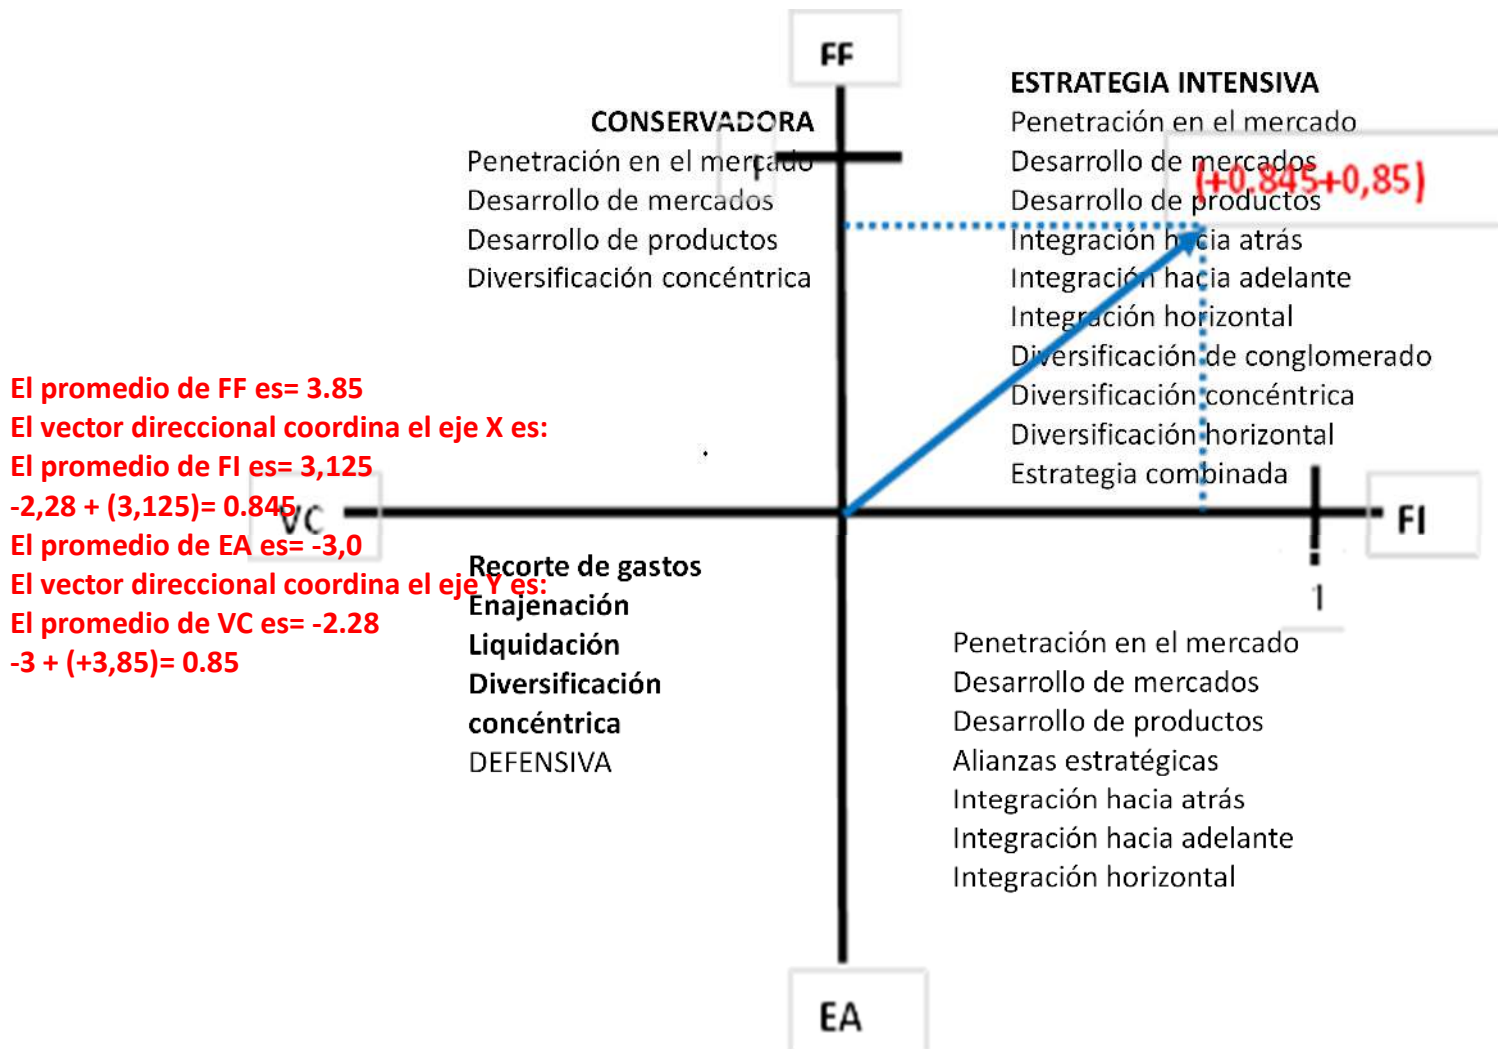 FF
CONSERVADORA
Penetración en el mercado
Desarrollo de mercados
Desarrollo de productos
Diversificación concéntrica
ESTRATEGIA INTENSIVA
Penetración en el mercado
Desarrollo de mercados
Desarrollo de productos
Integración hacia atrás
Integración hacia adelante
Integración horizontal
Diversificación de conglomerado
Diversificación concéntrica
Diversificación horizontal
Estrategia combinada
(+0.845+0,85)
El promedio de FF es= 3.85
El vector direccional coordina el eje X es:
El promedio de FI es= 3,125
-2,28 + (3,125)= 0.845
El promedio de EA es= -3,0
El vector direccional coordina el eje Y es:
El promedio de VC es= -2.28
-3 + (+3,85)= 0.85
VC
FI
1
Recorte de gastos
Enajenación
Liquidación
Diversificación
concéntrica
DEFENSIVA
Penetración en el mercado
Desarrollo de mercados
Desarrollo de productos
Alianzas estratégicas
Integración hacia atrás
Integración hacia adelante
Integración horizontal
EA